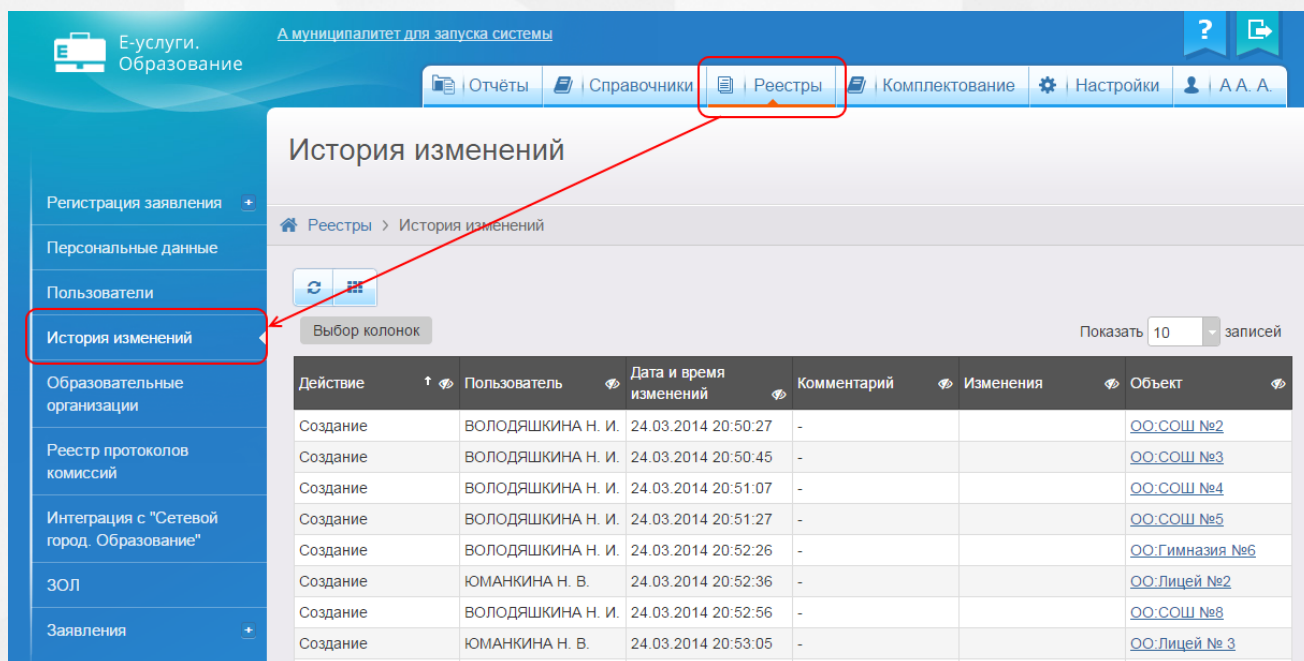 Е-услуги.
Образование
А муниципалитет для запуска системы
?
Отчёты Справочники Реестры Комплектование Настройки А А. А.
История изменений
Реестры > История изменений
Регистрация заявления +
Персональные данные
Пользователи
История изменений
Образовательные
организации
Реестр протоколов
комиссий
Интеграция с "Сетевой
город. Образование"
ЗОЛ
Заявления +
Выбор колонок
Показать 10 записей
Действие Пользователь Дата и время изменений Комментарий Изменения Объект
Создание ВОЛОДЯШКИНА Н. И. 24.03.2014 20:50:27 - ОО:СОШ №2
Создание ВОЛОДЯШКИНА Н. И. 24.03.2014 20:50:45 - ОО:СОШ №3
Создание ВОЛОДЯШКИНА Н. И. 24.03.2014 20:51:07 - ОО:СОШ №4
Создание ВОЛОДЯШКИНА Н. И. 24.03.2014 20:51:27 - ОО:СОШ №5
Создание ВОЛОДЯШКИНА Н. И. 24.03.2014 20:52:26 - ОО:Гимназия №6
Создание ЮМАНКИНА Н. В. 24.03.2014 20:52:36 - ОО:Лицей №2
Создание ВОЛОДЯШКИНА Н. И. 24.03.2014 20:52:56 - ОО:СОШ №8
Создание ЮМАНКИНА Н. В. 24.03.2014 20:53:05 - ОО:Лицей № 3